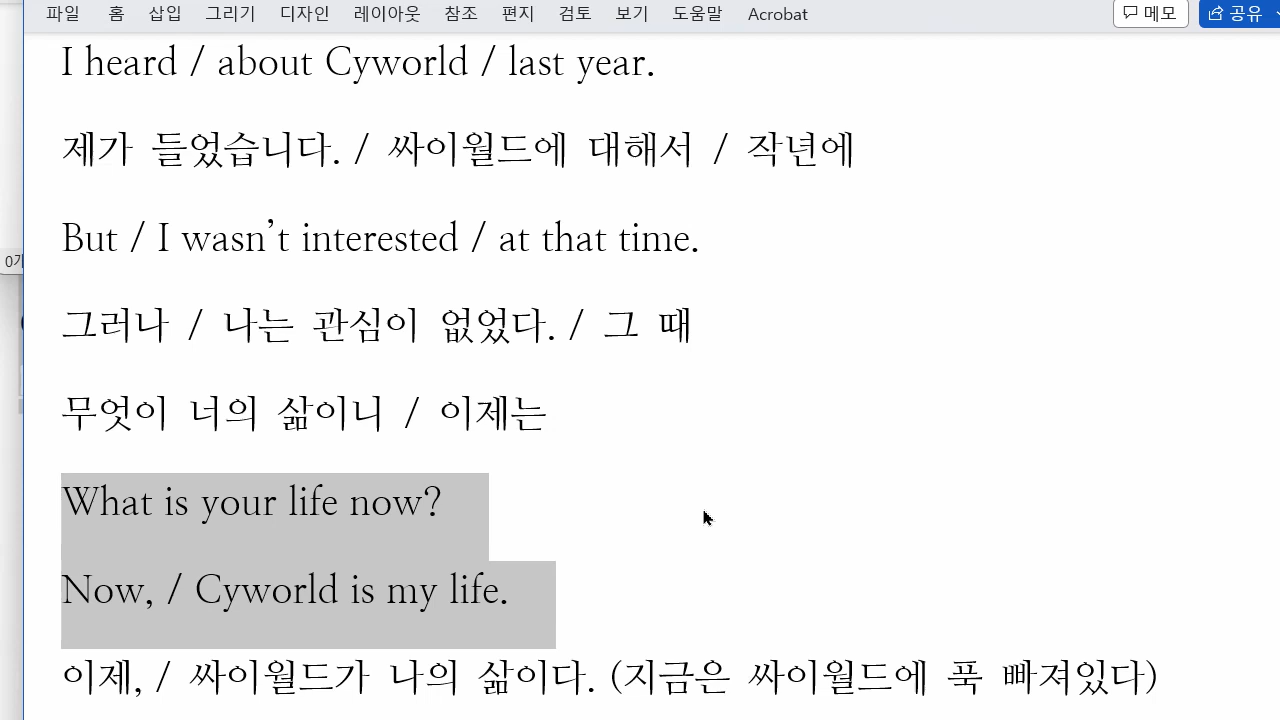 파일 홈 삽입 그리기 디자인 레이아웃 참조 편지 검토 보기 도움말 Acrobat 메모 공유
I heard / about Cyworld / last year.
제가 들었습니다. / 싸이월드에 대해서 / 작년에
But / I wasn’t interested / at that time.
0개
그러나 / 나는 관심이 없었다. / 그 때
무엇이 너의 삶이니 / 이제는
What is your life now?
Now, / Cyworld is my life.
이제, / 싸이월드가 나의 삶이다. (지금은 싸이월드에 푹 빠져있다)